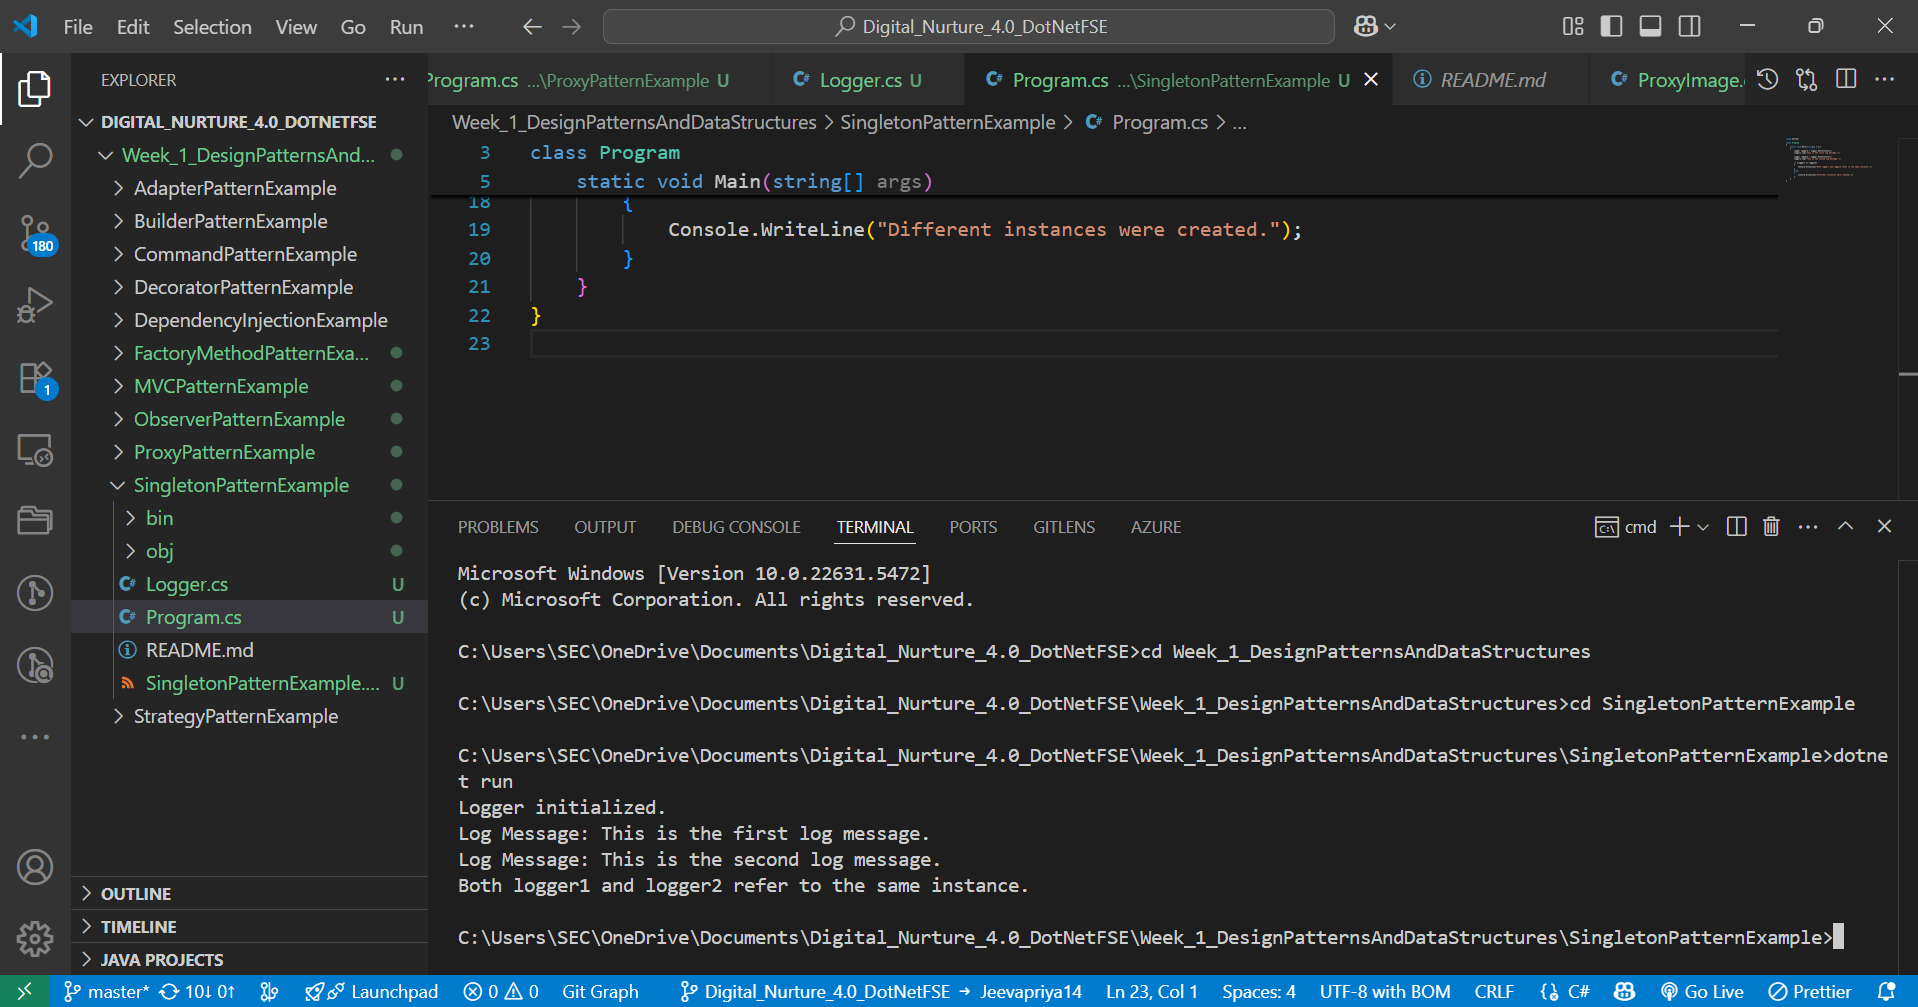 File Edit Selection View Go Run ··· Digital_Nurture_4.0_DotNetFSE
EXPLORER
DIGITAL_NURTURE_4.0_DOTNETFSE
Week_1_DesignPatternsAnd...
AdapterPatternExample
BuilderPatternExample
CommandPatternExample
DecoratorPatternExample
DependencyInjectionExample
FactoryMethodPatternExa...
MVCPatternExample
ObserverPatternExample
ProxyPatternExample
SingletonPatternExample
bin
obj
Logger.cs U
Program.cs U
README.md
SingletonPatternExample.... U
StrategyPatternExample
OUTLINE
TIMELINE
JAVA PROJECTS
180
1
Program.cs ...\ProxyPatternExample U Logger.cs U Program.cs ...\SingletonPatternExample U README.md ProxyImage.
Week_1_DesignPatternsAndDataStructures > SingletonPatternExample > Program.cs > ...
3 class Program
5 static void Main(string[] args)
18 {
19 Console.WriteLine("Different instances were created.");
20 }
21 }
22 }
23
PROBLEMS OUTPUT DEBUG CONSOLE TERMINAL PORTS GITLENS AZURE cmd
Microsoft Windows [Version 10.0.22631.5472]
(c) Microsoft Corporation. All rights reserved.
C:\Users\SEC\OneDrive\Documents\Digital_Nurture_4.0_DotNetFSE>cd Week_1_DesignPatternsAndDataStructures
C:\Users\SEC\OneDrive\Documents\Digital_Nurture_4.0_DotNetFSE\Week_1_DesignPatternsAndDataStructures>cd SingletonPatternExample
C:\Users\SEC\OneDrive\Documents\Digital_Nurture_4.0_DotNetFSE\Week_1_DesignPatternsAndDataStructures\SingletonPatternExample>dotne
t run
Logger initialized.
Log Message: This is the first log message.
Log Message: This is the second log message.
Both logger1 and logger2 refer to the same instance.
C:\Users\SEC\OneDrive\Documents\Digital_Nurture_4.0_DotNetFSE\Week_1_DesignPatternsAndDataStructures\SingletonPatternExample>
master* 10↓ 0↑ Launchpad 0 0 Git Graph Digital_Nurture_4.0_DotNetFSE → Jeevapriya14 Ln 23, Col 1 Spaces: 4 UTF-8 with BOM CRLF {} C# Go Live Prettier